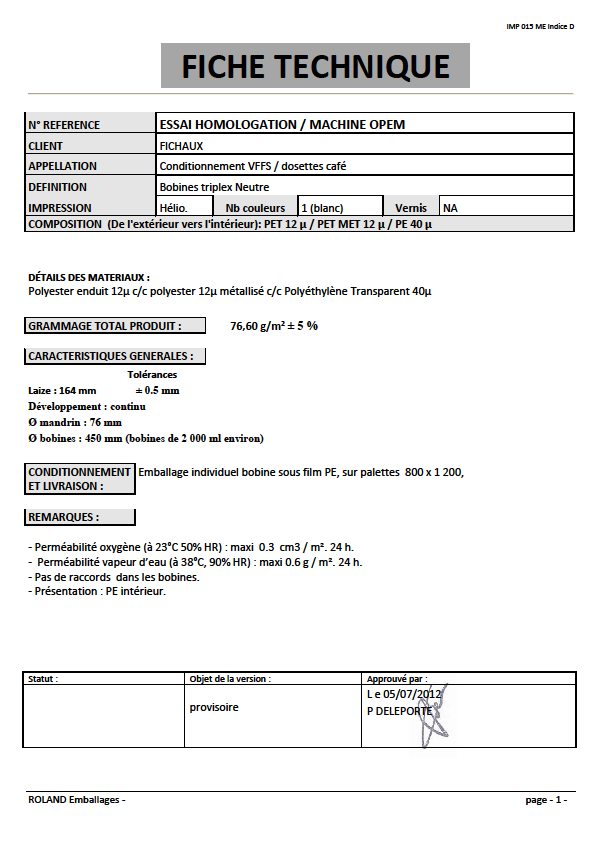 IMP 015 ME Indice D
FICHE TECHNIQUE
N° REFERENCE ESSAI HOMOLOGATION / MACHINE OPEM
CLIENT FICHAUX
APPELLATION Conditionnement VFFS / dosettes café
DEFINITION Bobines triplex Neutre
IMPRESSION Hélio. Nb couleurs 1 (blanc) Vernis NA
COMPOSITION (De l'extérieur vers l'intérieur): PET 12 µ / PET MET 12 µ / PE 40 µ
DÉTAILS DES MATERIAUX :
Polyester enduit 12µ c/c polyester 12µ métallisé c/c Polyéthylène Transparent 40µ
GRAMMAGE TOTAL PRODUIT : 76,60 g/m² ± 5 %
CARACTERISTIQUES GENERALES :
Tolérances
Laize : 164 mm ± 0.5 mm
Développement : continu
Ø mandrin : 76 mm
Ø bobines : 450 mm (bobines de 2 000 ml environ)
CONDITIONNEMENT Emballage individuel bobine sous film PE, sur palettes 800 x 1 200,
ET LIVRAISON :
REMARQUES :
- Perméabilité oxygène (à 23°C 50% HR) : maxi 0.3 cm3 / m². 24 h.
- Perméabilité vapeur d'eau (à 38°C, 90% HR) : maxi 0.6 g / m². 24 h.
- Pas de raccords dans les bobines.
- Présentation : PE intérieur.
Statut : Objet de la version : Approuvé par :
L e 05/07/2012
provisoire
P DELEPORTE
ROLAND Emballages - page - 1 -